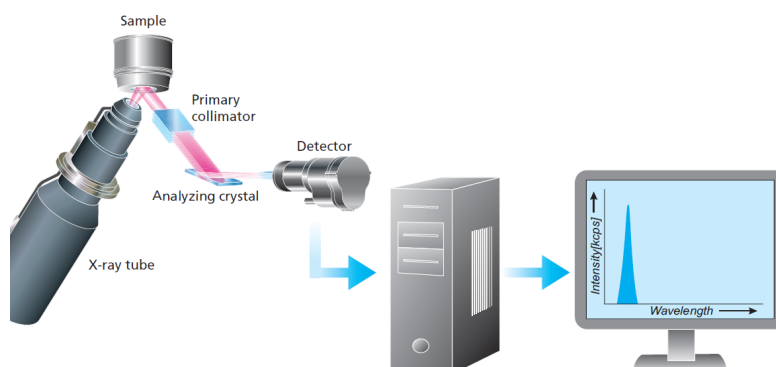 Sample
Primary
collimator
Detector
Analyzing crystal
X-ray tube
Intensity[kcps]
Wavelength